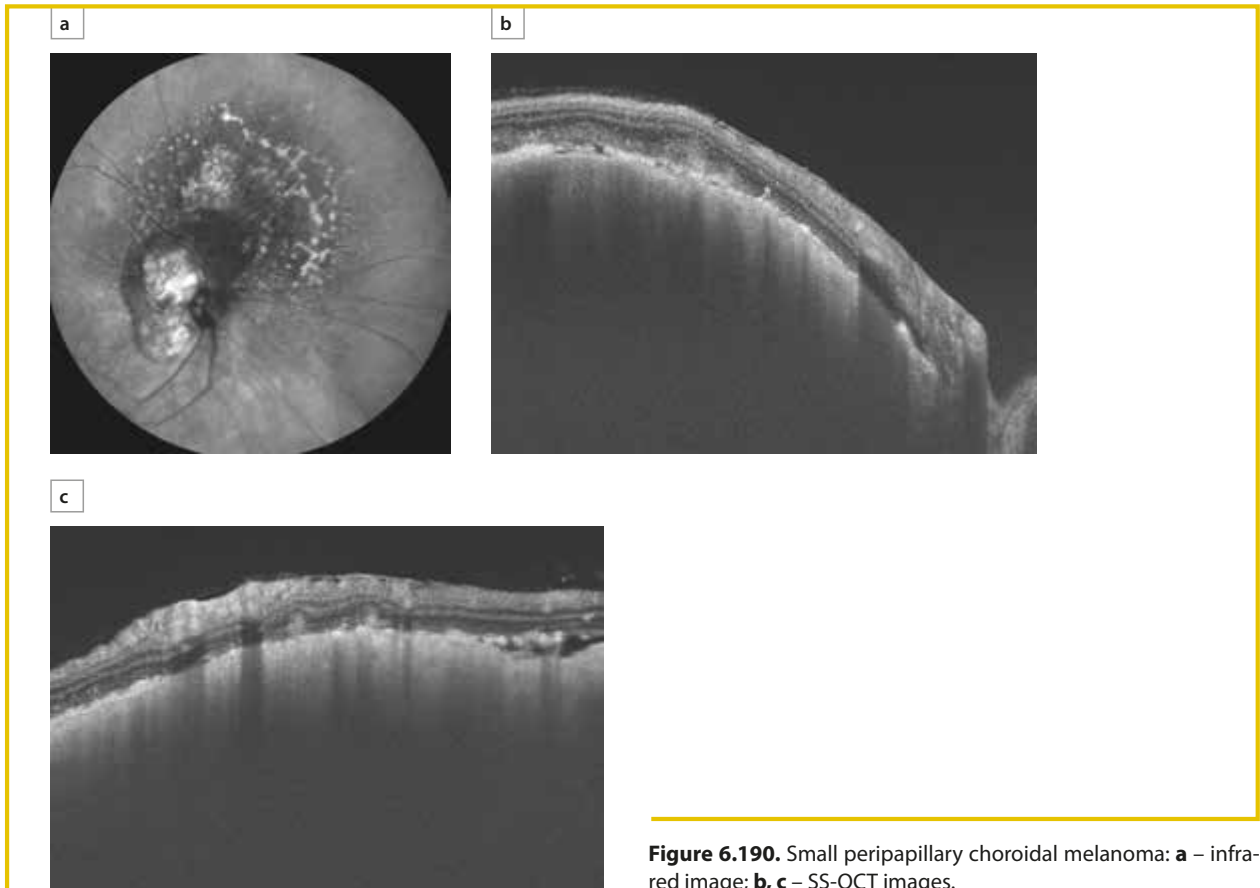 a
b
c
Figure 6.190. Small peripapillary choroidal melanoma: a – infra-
red image; b, c – SS-OCT images.